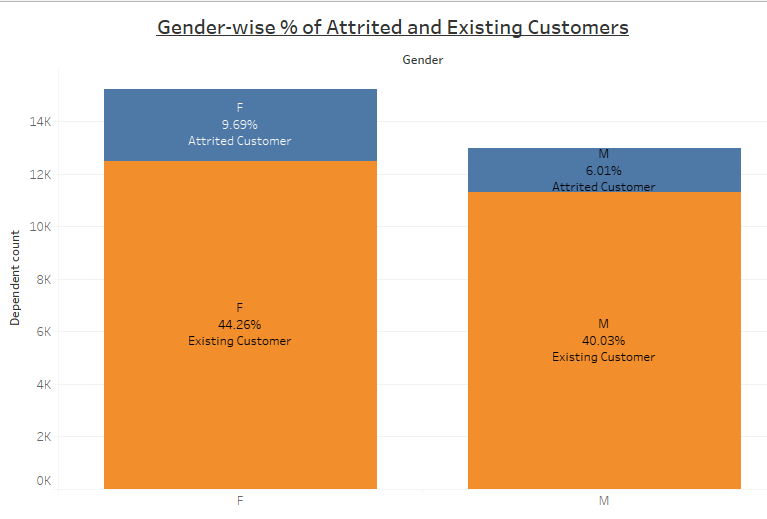 Gender-wise % of Attrited and Existing Customers
Gender
Dependent count
14K
12K
10K
8K
6K
4K
2K
0K
F
9.69%
Attrited Customer
F
44.26%
Existing Customer
M
6.01%
Attrited Customer
M
40.03%
Existing Customer
F
M